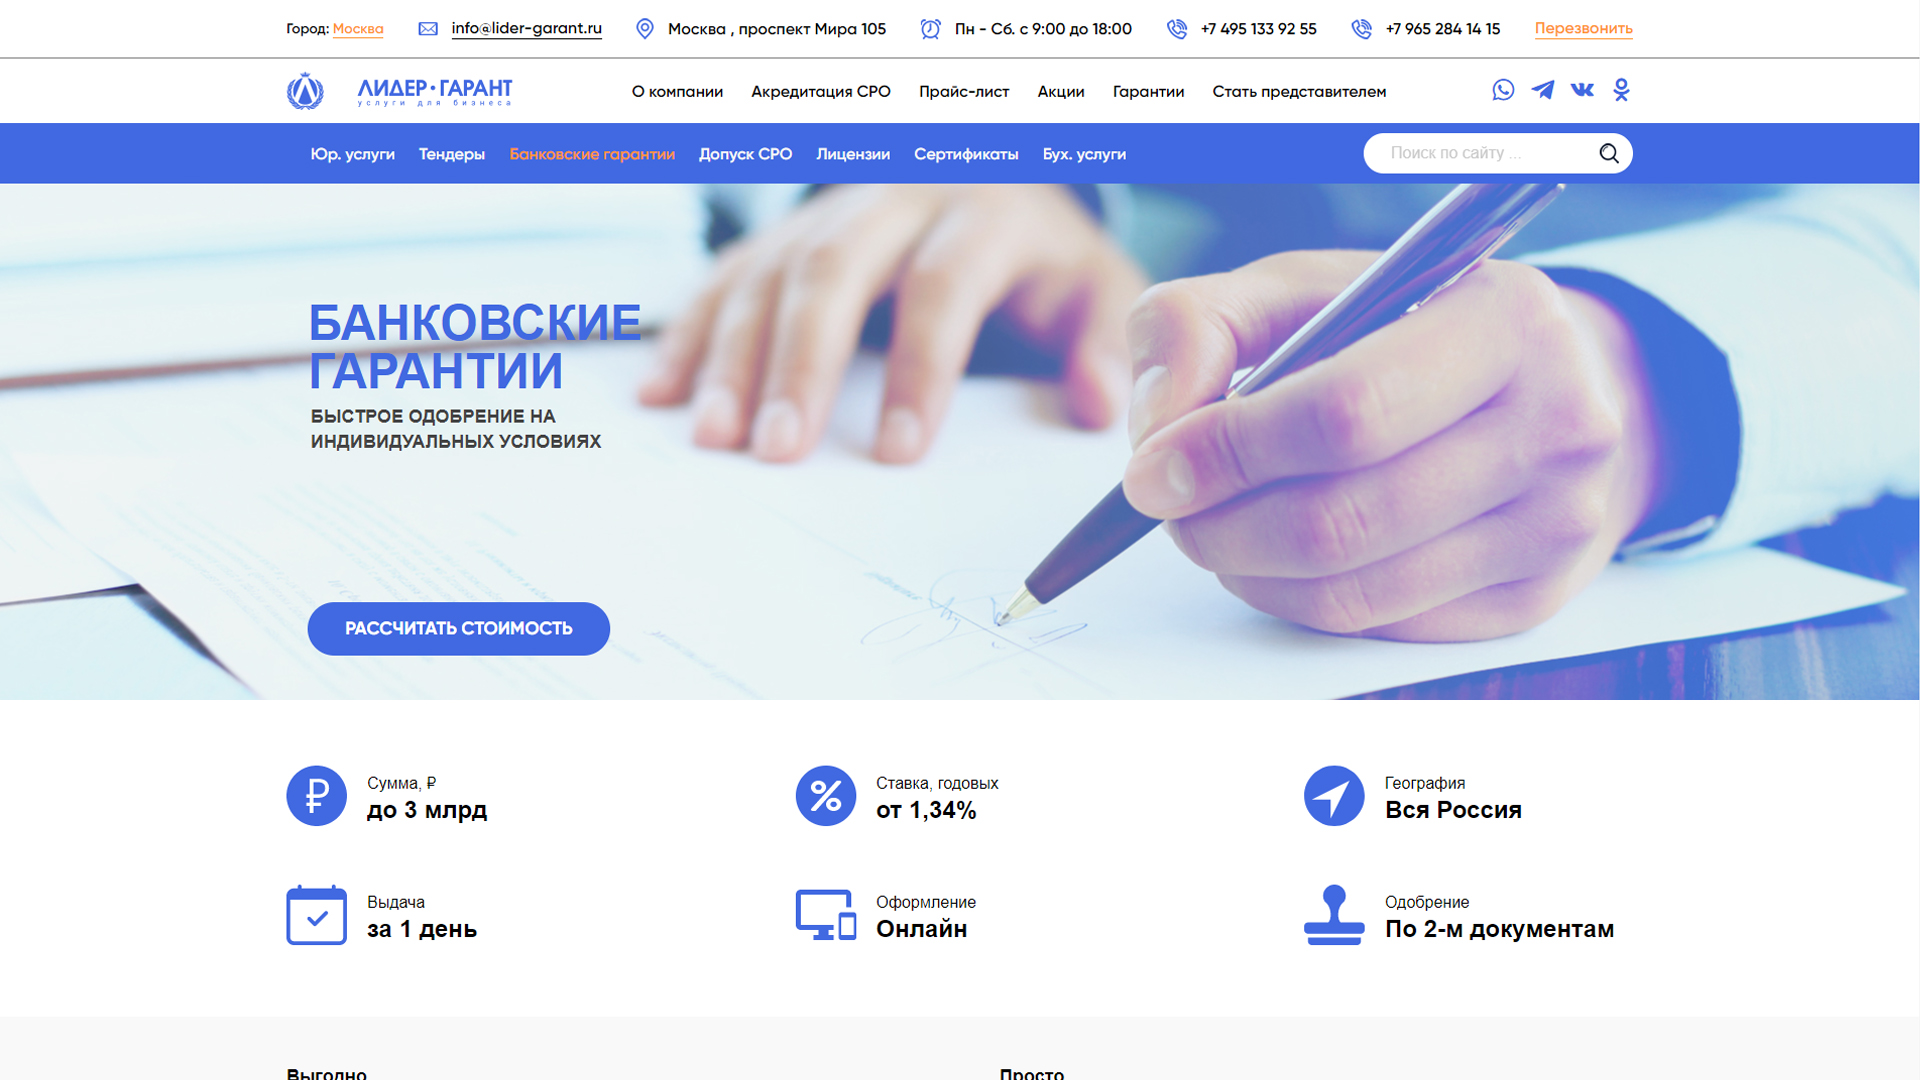 Город: Москва
info@lider-garant.ru
Москва , проспект Мира 105
Пн - Сб. с 9:00 до 18:00
+7 495 133 92 55
+7 965 284 14 15
Перезвонить
ЛИДЕР·ГАРАНТ
услуги для бизнеса
О компании
Акредитация СРО
Прайс-лист
Акции
Гарантии
Стать представителем
Юр. услуги
Тендеры
Банковские гарантии
Допуск СРО
Лицензии
Сертификаты
Бух. услуги
Поиск по сайту ...
БАНКОВСКИЕ
ГАРАНТИИ
БЫСТРОЕ ОДОБРЕНИЕ НА
ИНДИВИДУАЛЬНЫХ УСЛОВИЯХ
РАССЧИТАТЬ СТОИМОСТЬ
Сумма, ₽
до 3 млрд
Ставка, годовых
от 1,34%
География
Вся Россия
Выдача
за 1 день
Оформление
Онлайн
Одобрение
По 2-м документам
Выгодно
Просто